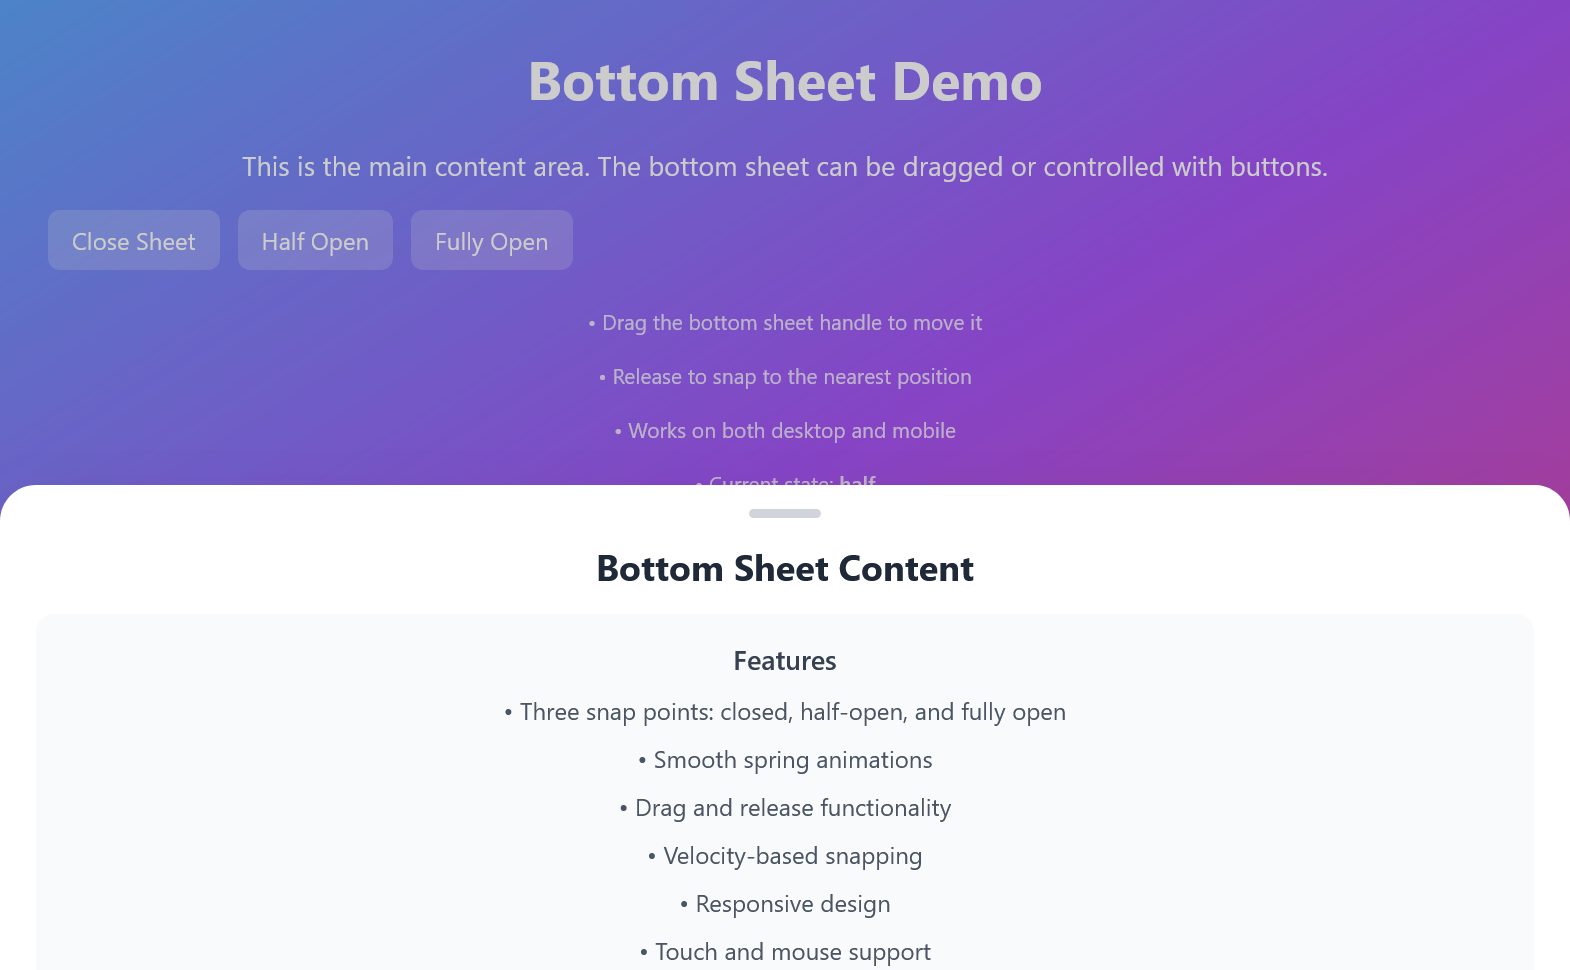 Bottom Sheet Demo
This is the main content area. The bottom sheet can be dragged or controlled with buttons.
Close Sheet
Half Open
Fully Open
• Drag the bottom sheet handle to move it
• Release to snap to the nearest position
• Works on both desktop and mobile
• Current state: half
Bottom Sheet Content
Features
• Three snap points: closed, half-open, and fully open
• Smooth spring animations
• Drag and release functionality
• Velocity-based snapping
• Responsive design
• Touch and mouse support